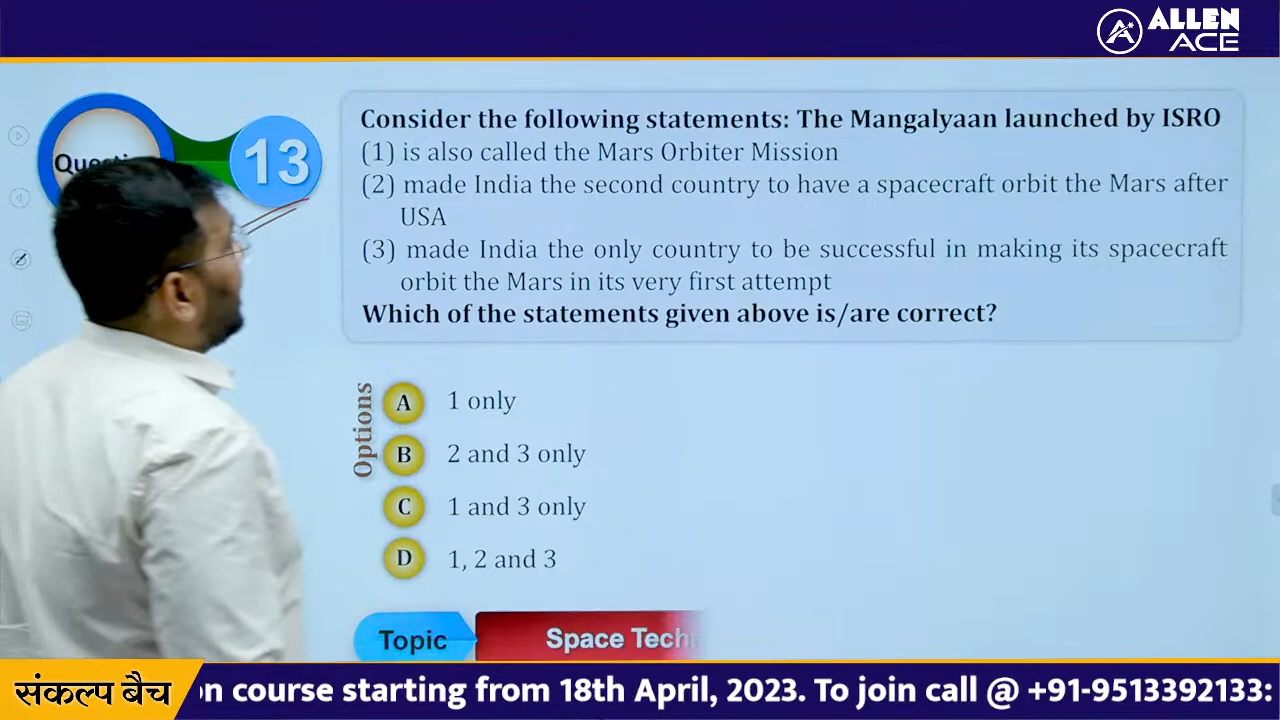 ALLEN
ACE
13
Consider the following statements: The Mangalyaan launched by ISRO
(1) is also called the Mars Orbiter Mission
(2) made India the second country to have a spacecraft orbit the Mars after
USA
(3) made India the only country to be successful in making its spacecraft
orbit the Mars in its very first attempt
Which of the statements given above is/are correct?
Options
A 1 only
B 2 and 3 only
C 1 and 3 only
D 1, 2 and 3
Topic Space
संकल्प बैच on course starting from 18th April, 2023. To join call @ +91-9513392133: